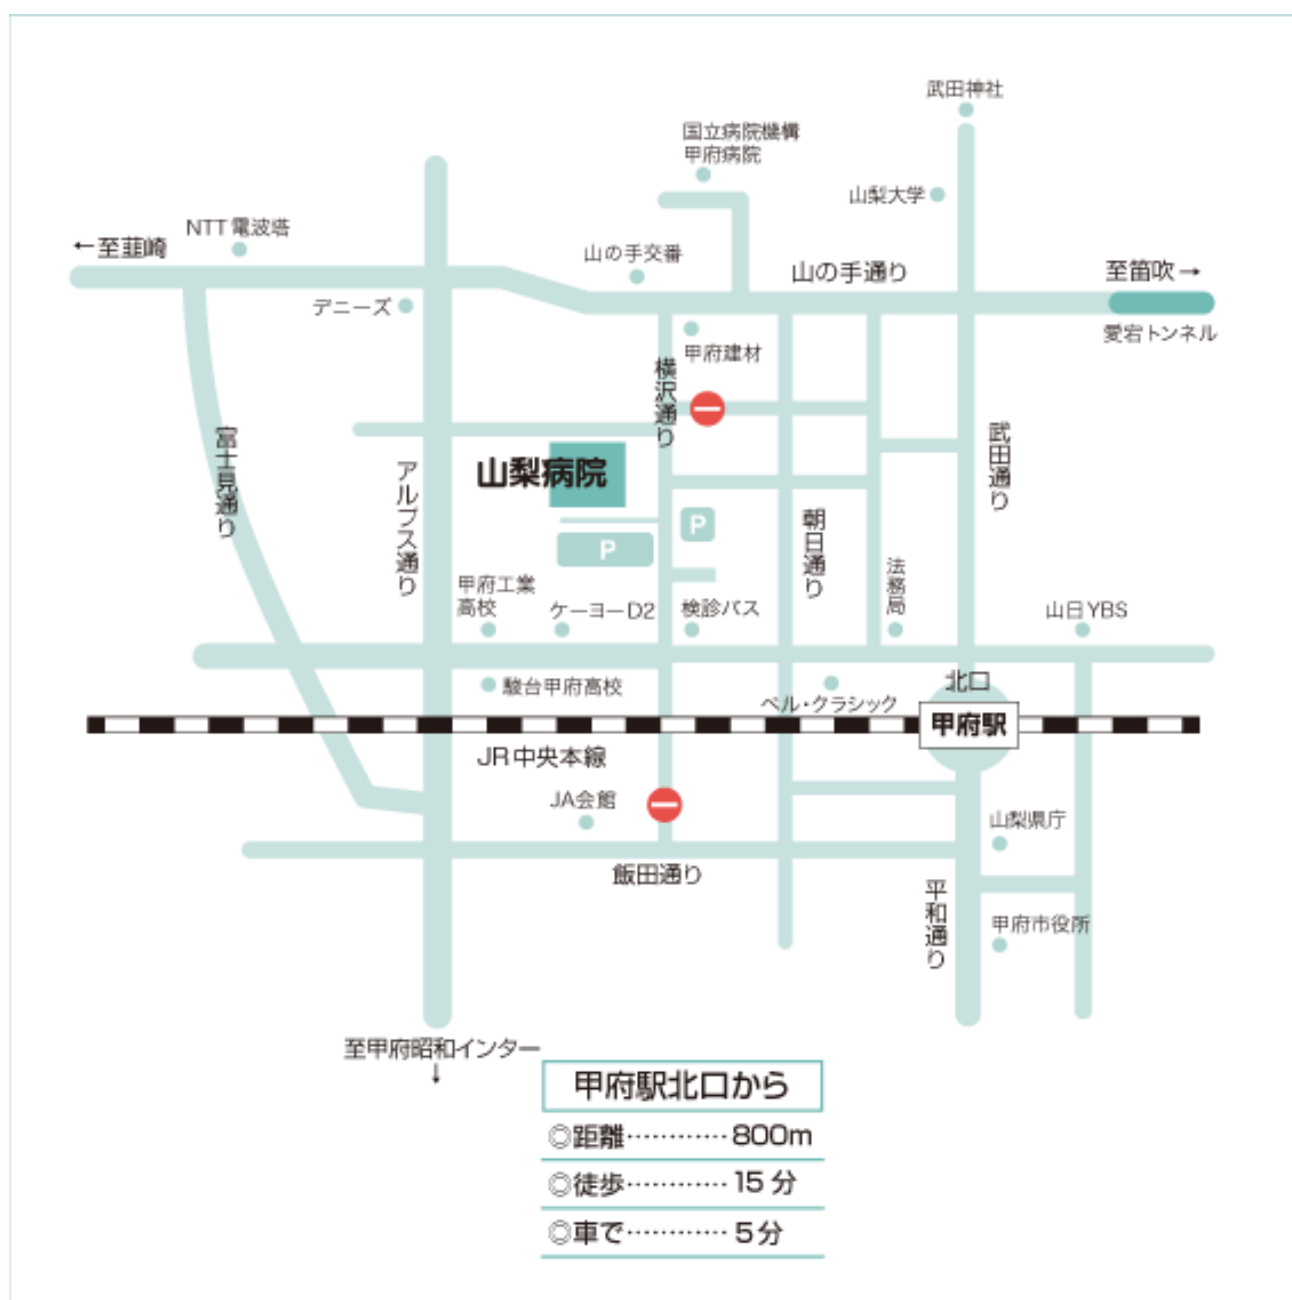 武田神社
国立病院機構
甲府病院
山梨大学
NTT電波塔
←至韮崎
山の手交番
山の手通り
至笛吹→
デニーズ
愛宕トンネル
甲府建材
横沢通り
富士見通り
アルプス通り
山梨病院
武田通り
P
P
朝日通り
法務局
甲府工業
高校
ケーヨーD2
検診バス
山日YBS
駿台甲府高校
ベル・クラシック
北口
甲府駅
JR中央本線
JA会館
山梨県庁
飯田通り
平和通り
甲府市役所
至甲府昭和インター
↓
甲府駅北口から
◎距離…………800m
◎徒歩…………15分
◎車で…………5分